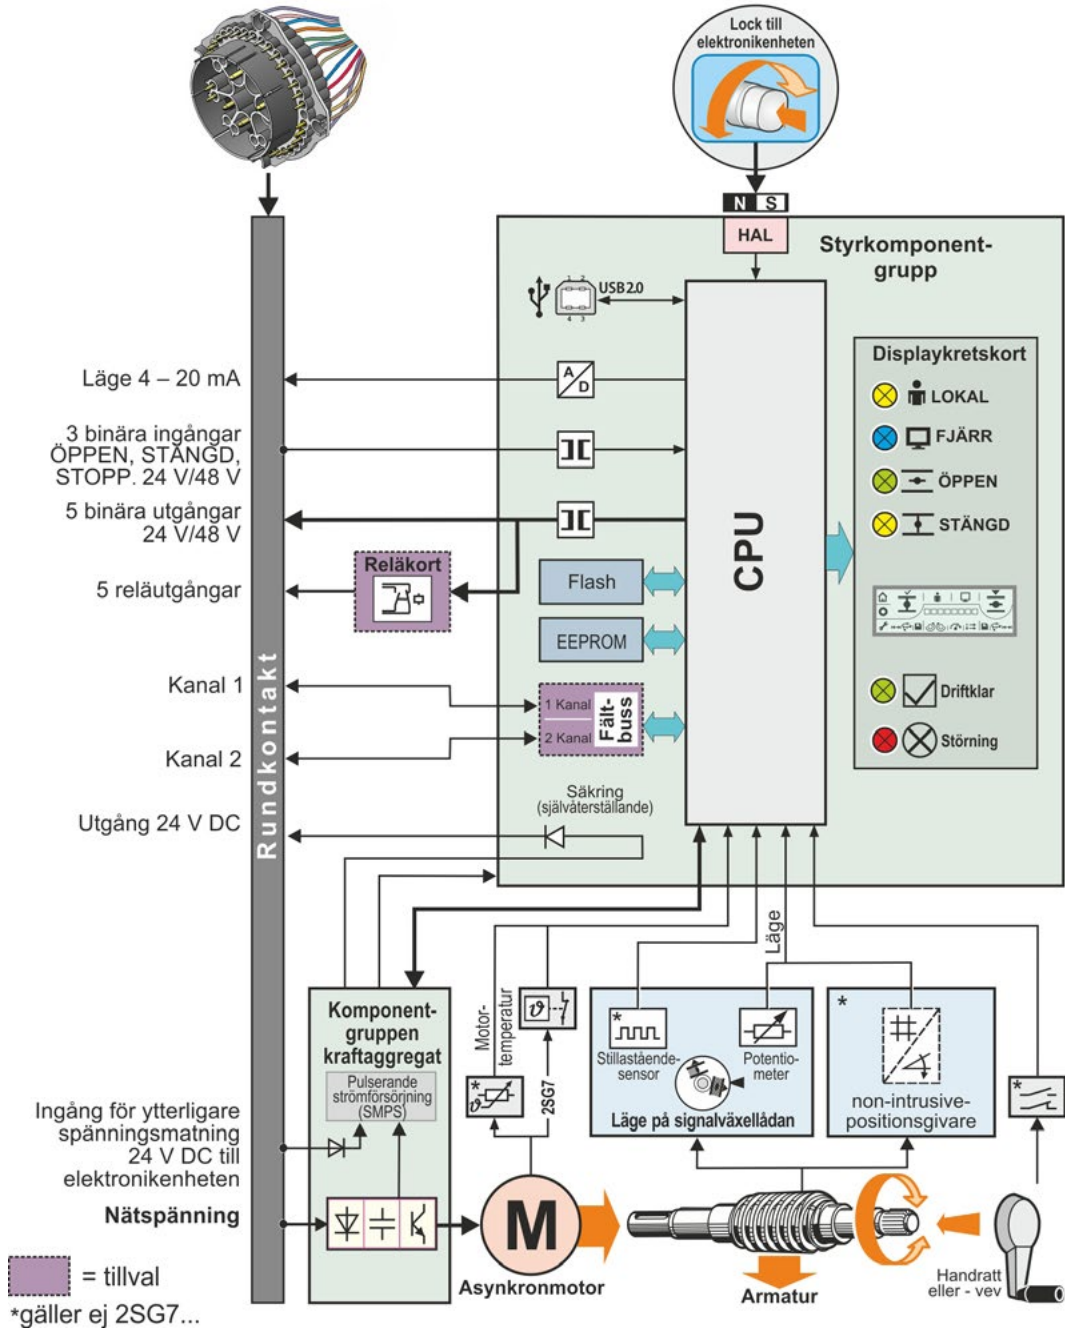 Lock till
elektronikenheten
N S
HAL
Styrkomponent-
grupp
1 2
USB2.0
4 3
Displaykretskort
LOKAL
FJÄRR
ÖPPEN
STÄNGD
Driftklar
Störning
Läge 4 – 20 mA
A
D
3 binära ingångar
ÖPPEN, STÄNGD,
STOPP. 24 V/48 V
5 binära utgångar
24 V/48 V
CPU
Reläkort
5 reläutgångar
Flash
EEPROM
Kanal 1
1 Kanal
2 Kanal
Fält-
buss
Kanal 2
Säkring
(självåterställande)
Utgång 24 V DC
Rundkontakt
Läge
Komponent-
gruppen
kraftaggregat
Pulserande
strömförsörjning
(SMPS)
Motor-
temperatur
ϑ
*
ϑ
2SG7
*
Stillastående-
sensor
Potentio-
meter
Läge på signalväxellådan
*
non-intrusive-
positionsgivare
*
Ingång för ytterligare
spänningsmatning
24 V DC till
elektronikenheten
Nätspänning
M
Asynkronmotor
Armatur
Handratt
eller - vev
= tillval
*gäller ej 2SG7...